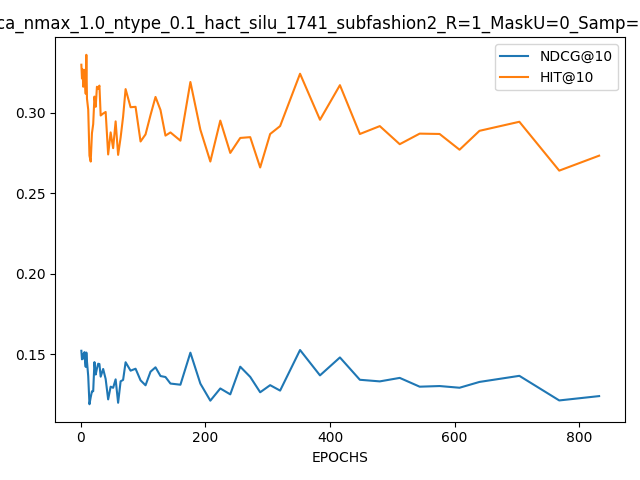 ca_nmax_1.0_ntype_0.1_hact_silu_1741_subfashion2_R=1_MaskU=0_Samp=
NDCG@10
HIT@10
0.30
0.25
0.20
0.15
0 200 400 600 800
EPOCHS